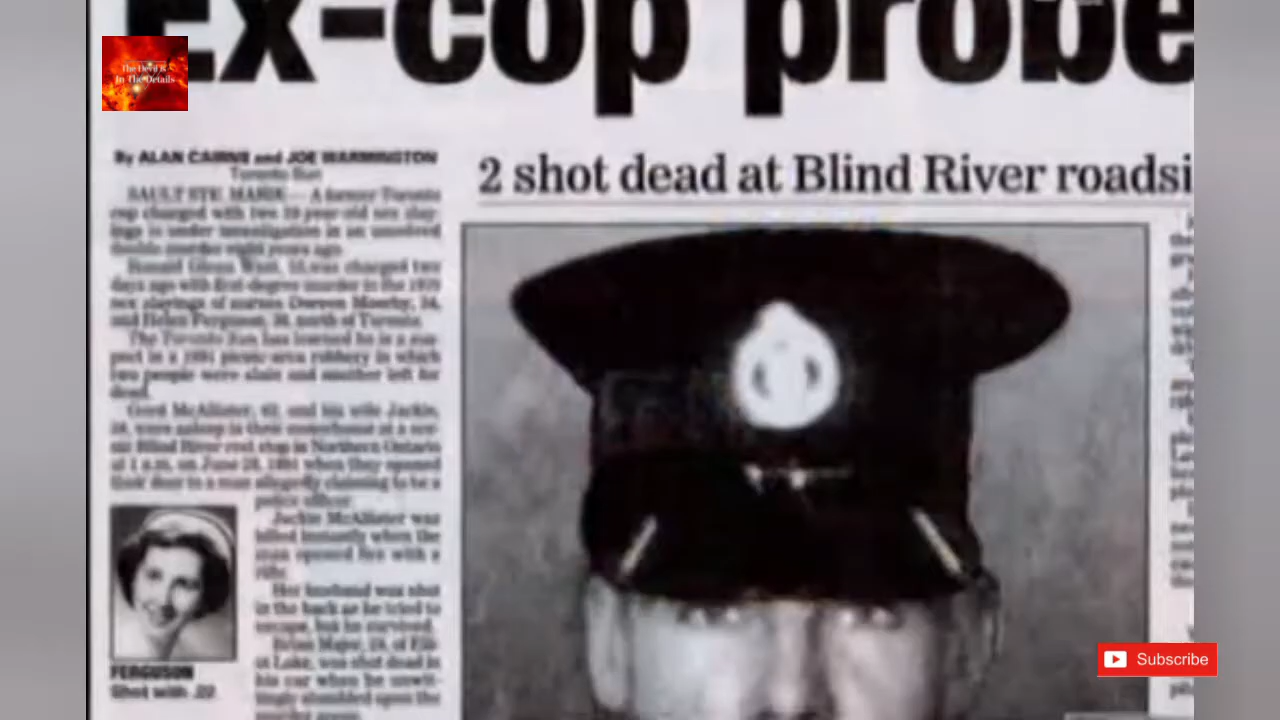 Ex-cop probe
The Devil Is
In The Details
By ALAN CAIRNS and JOE WARMINGTON
Toronto Sun
2 shot dead at Blind River roadsi
SAULT STE. MARIE — A former Toronto
cop charged with two 19-year-old sex slay-
ings is under investigation in an unsolved
double murder eight years ago.
Ronald Glenn West, 52, was charged two
days ago with first-degree murder in the 1970
sex slayings of nurses Doreen Moorby, 34,
and Helen Ferguson, 38, north of Toronto.
The Toronto Sun has learned he is a sus-
pect in a 1991 picnic-area robbery in which
two people were slain and another left for
dead.
Gord McAllister, 62, and his wife Jackie,
were asleep in their motorhome at a sce-
nic Blind River rest stop in Northern Ontario
at 1 a.m. on June 28, 1991 when they opened
their door to a man allegedly claiming to be a
police officer.
Jackie McAllister was
killed instantly when the
man opened fire with a
rifle.
Her husband was shot
in the back as he tried to
escape, but he survived.
Brian Major, of Elli-
ot Lake, was shot dead in
his car when he unwit-
tingly stumbled upon the
murder scene.
FERGUSON
Shot with .22
Subscribe